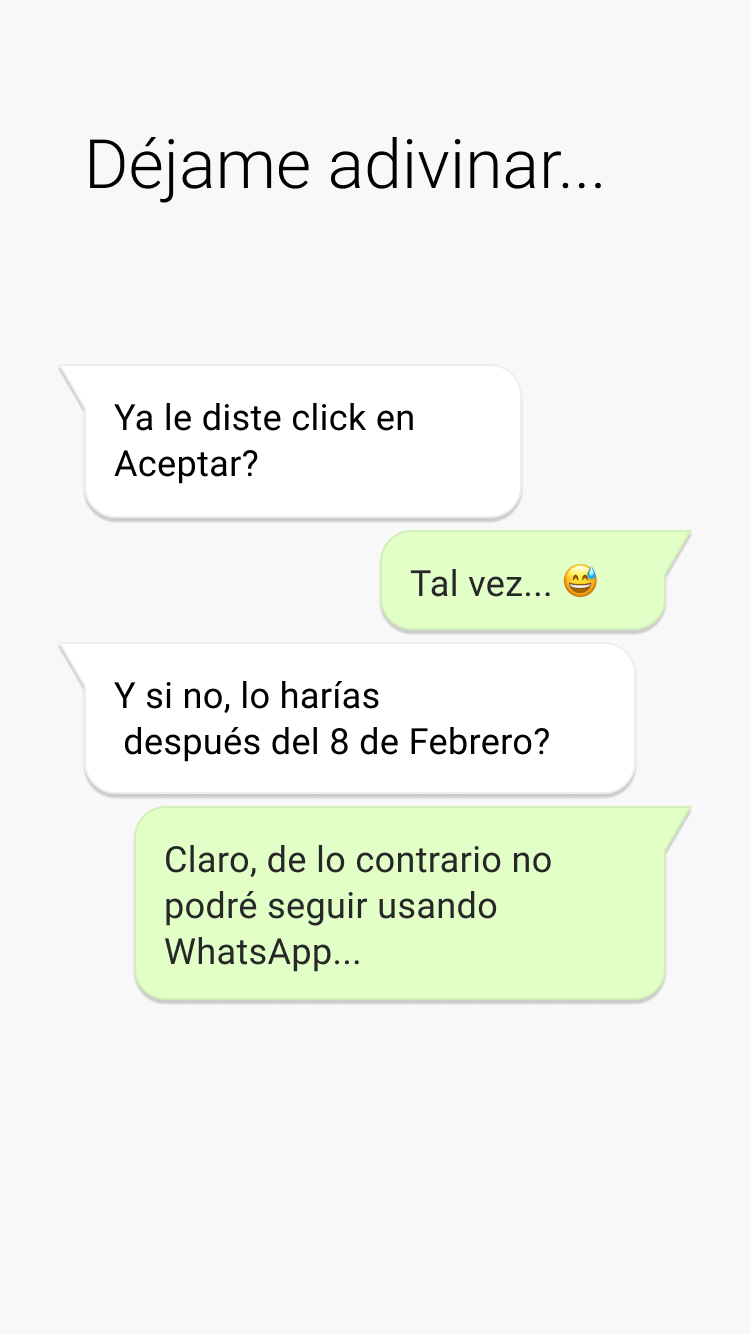 Déjame adivinar...
Ya le diste click en
Aceptar?
Tal vez... 😅
Y si no, lo harías
después del 8 de Febrero?
Claro, de lo contrario no
podré seguir usando
WhatsApp...